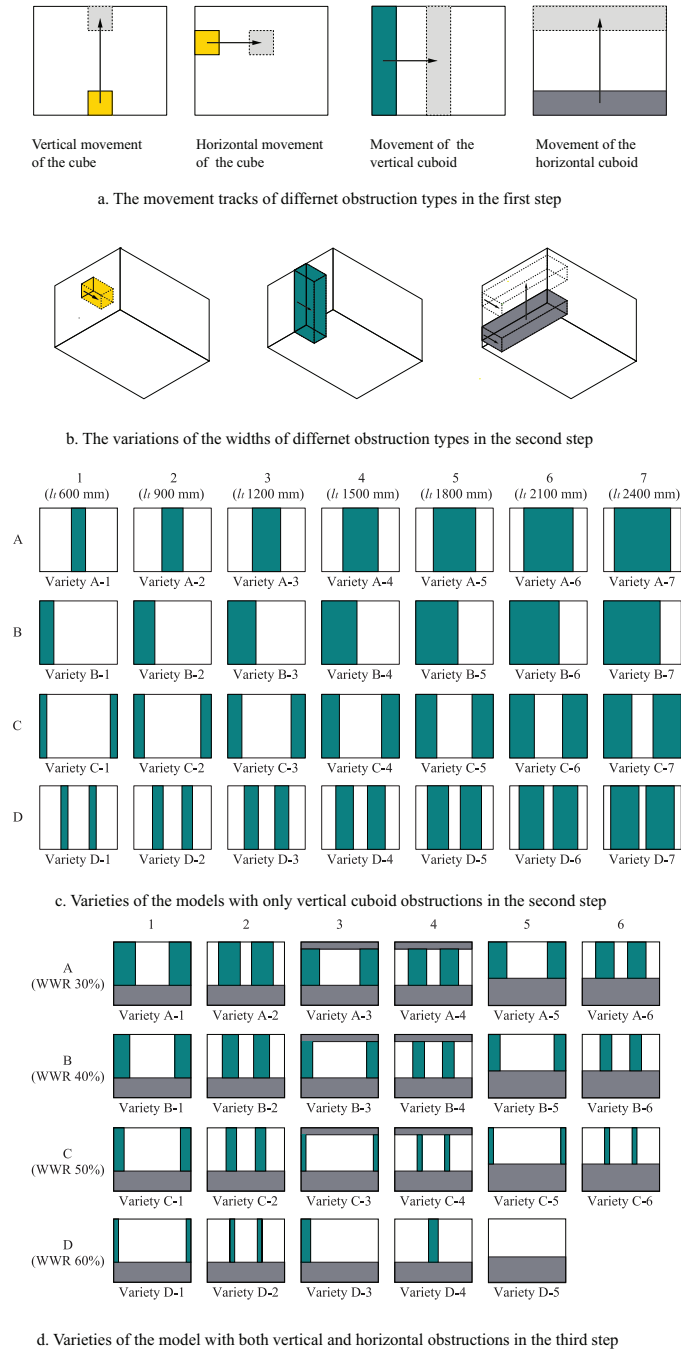 Vertical movement of the cube
Horizontal movement of the cube
Movement of the vertical cuboid
Movement of the horizontal cuboid
a. The movement tracks of differnet obstruction types in the first step
b. The variations of the widths of differnet obstruction types in the second step
1 2 3 4 5 6 7
(lt 600 mm) (lt 900 mm) (lt 1200 mm) (lt 1500 mm) (lt 1800 mm) (lt 2100 mm) (lt 2400 mm)
A
Variety A-1 Variety A-2 Variety A-3 Variety A-4 Variety A-5 Variety A-6 Variety A-7
B
Variety B-1 Variety B-2 Variety B-3 Variety B-4 Variety B-5 Variety B-6 Variety B-7
C
Variety C-1 Variety C-2 Variety C-3 Variety C-4 Variety C-5 Variety C-6 Variety C-7
D
Variety D-1 Variety D-2 Variety D-3 Variety D-4 Variety D-5 Variety D-6 Variety D-7
c. Varieties of the models with only vertical cuboid obstructions in the second step
1 2 3 4 5 6
A
(WWR 30%)
Variety A-1 Variety A-2 Variety A-3 Variety A-4 Variety A-5 Variety A-6
B
(WWR 40%)
Variety B-1 Variety B-2 Variety B-3 Variety B-4 Variety B-5 Variety B-6
C
(WWR 50%)
Variety C-1 Variety C-2 Variety C-3 Variety C-4 Variety C-5 Variety C-6
D
(WWR 60%)
Variety D-1 Variety D-2 Variety D-3 Variety D-4 Variety D-5
d. Varieties of the model with both vertical and horizontal obstructions in the third step